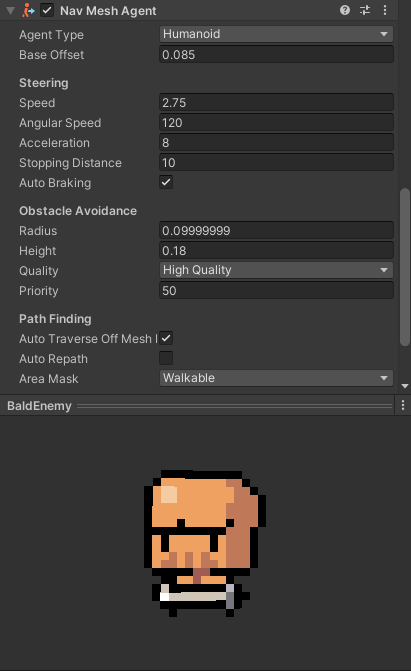 Nav Mesh Agent
Agent Type Humanoid
Base Offset 0.085
Steering
Speed 2.75
Angular Speed 120
Acceleration 8
Stopping Distance 10
Auto Braking
Obstacle Avoidance
Radius 0.09999999
Height 0.18
Quality High Quality
Priority 50
Path Finding
Auto Traverse Off Mesh
Auto Repath
Area Mask Walkable
BaldEnemy